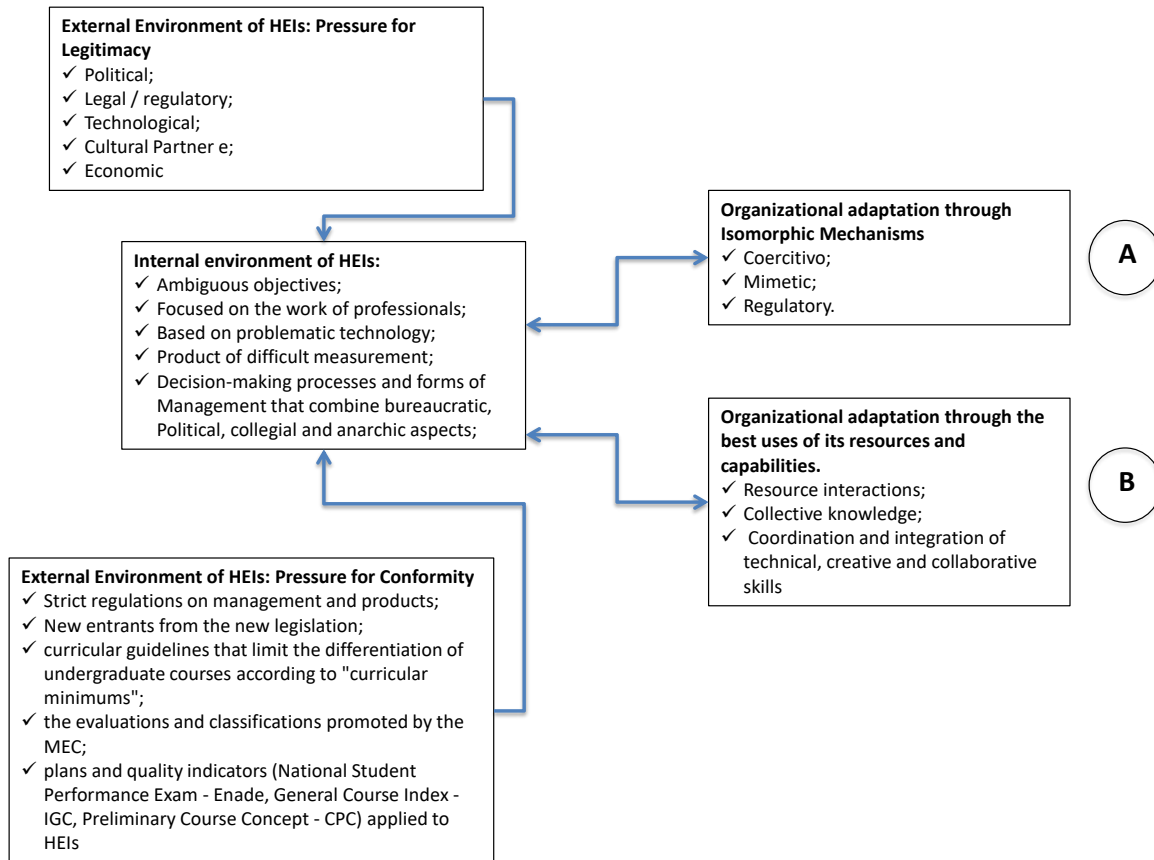 External Environment of HEIs: Pressure for
Legitimacy
✓ Political;
✓ Legal / regulatory;
✓ Technological;
✓ Cultural Partner e;
✓ Economic
Internal environment of HEIs:
✓ Ambiguous objectives;
✓ Focused on the work of professionals;
✓ Based on problematic technology;
✓ Product of difficult measurement;
✓ Decision-making processes and forms of
Management that combine bureaucratic,
Political, collegial and anarchic aspects;
External Environment of HEIs: Pressure for Conformity
✓ Strict regulations on management and products;
✓ New entrants from the new legislation;
✓ curricular guidelines that limit the differentiation of
undergraduate courses according to "curricular
minimums";
✓ the evaluations and classifications promoted by the
MEC;
✓ plans and quality indicators (National Student
Performance Exam - Enade, General Course Index -
IGC, Preliminary Course Concept - CPC) applied to
HEIs
Organizational adaptation through
Isomorphic Mechanisms
✓ Coercitivo;
✓ Mimetic;
✓ Regulatory.
A
Organizational adaptation through the
best uses of its resources and
capabilities.
✓ Resource interactions;
✓ Collective knowledge;
✓ Coordination and integration of
technical, creative and collaborative
skills
B